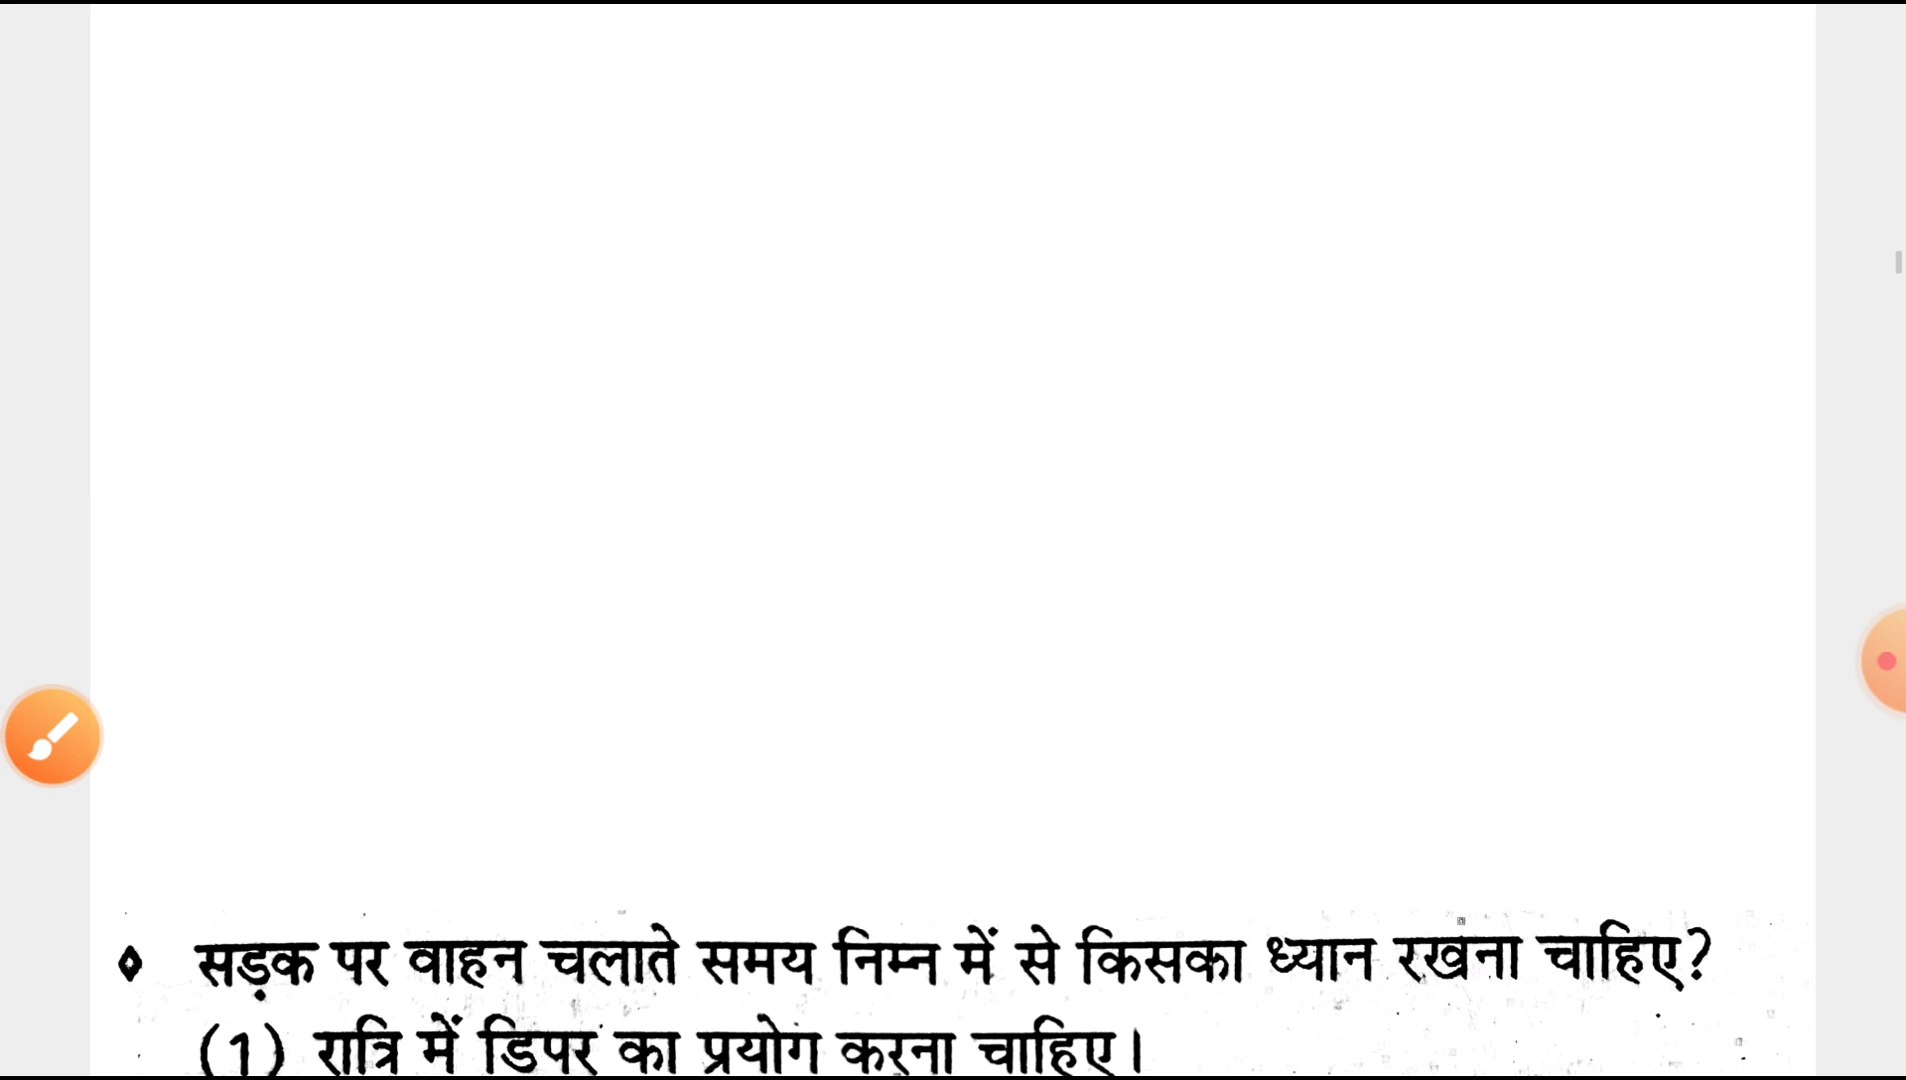 ◊ सड़क पर वाहन चलाते समय निम्न में से किसका ध्यान रखना चाहिए?
(1) रात्रि में डिपर का प्रयोग करना चाहिए।